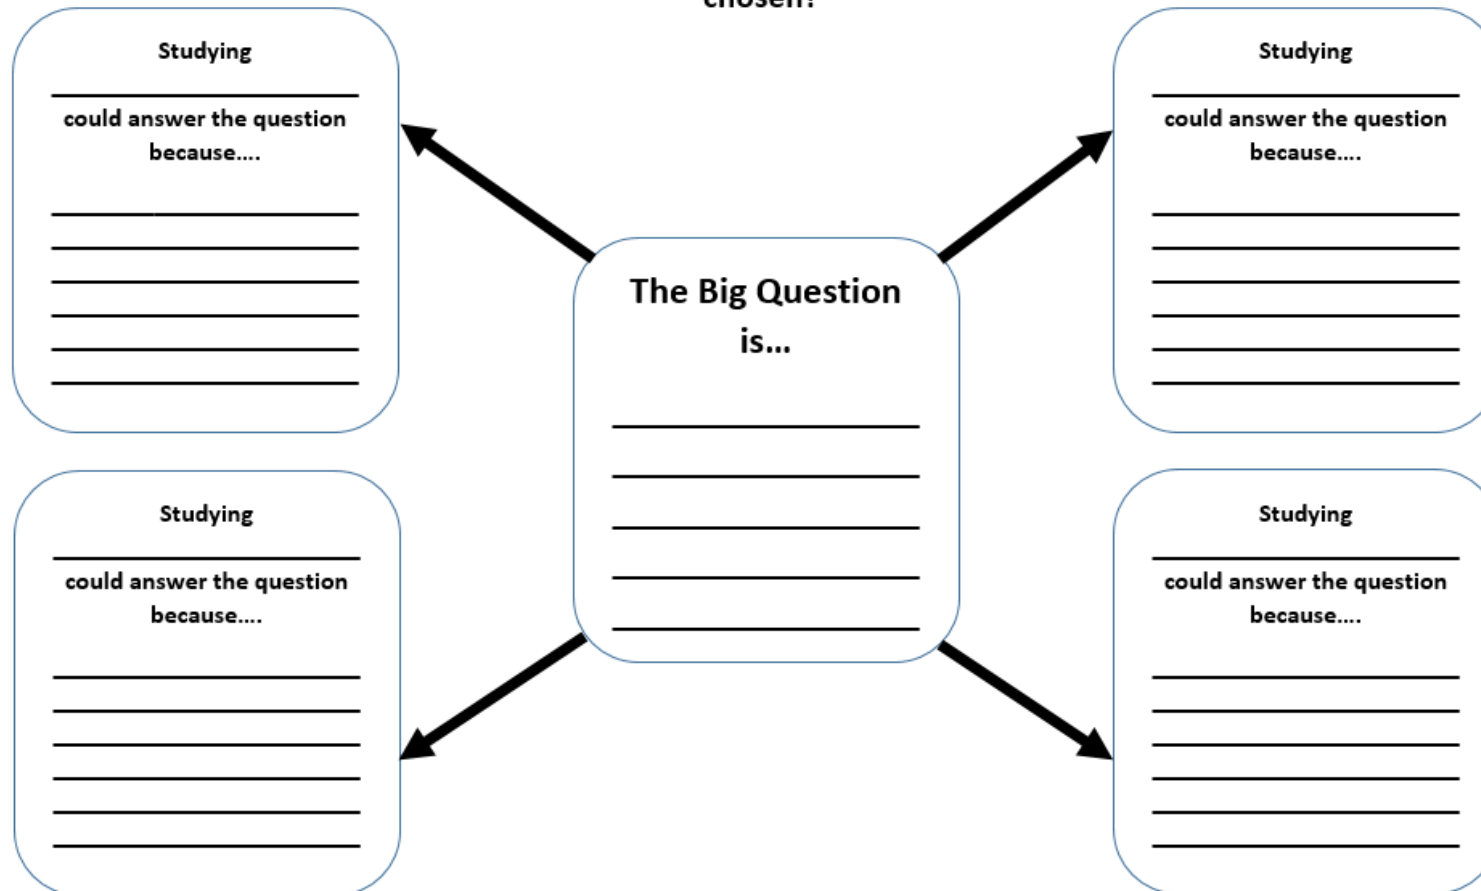 chosen?
Studying
could answer the question
because....
Studying
could answer the question
because....
The Big Question
is...
Studying
could answer the question
because....
Studying
could answer the question
because....